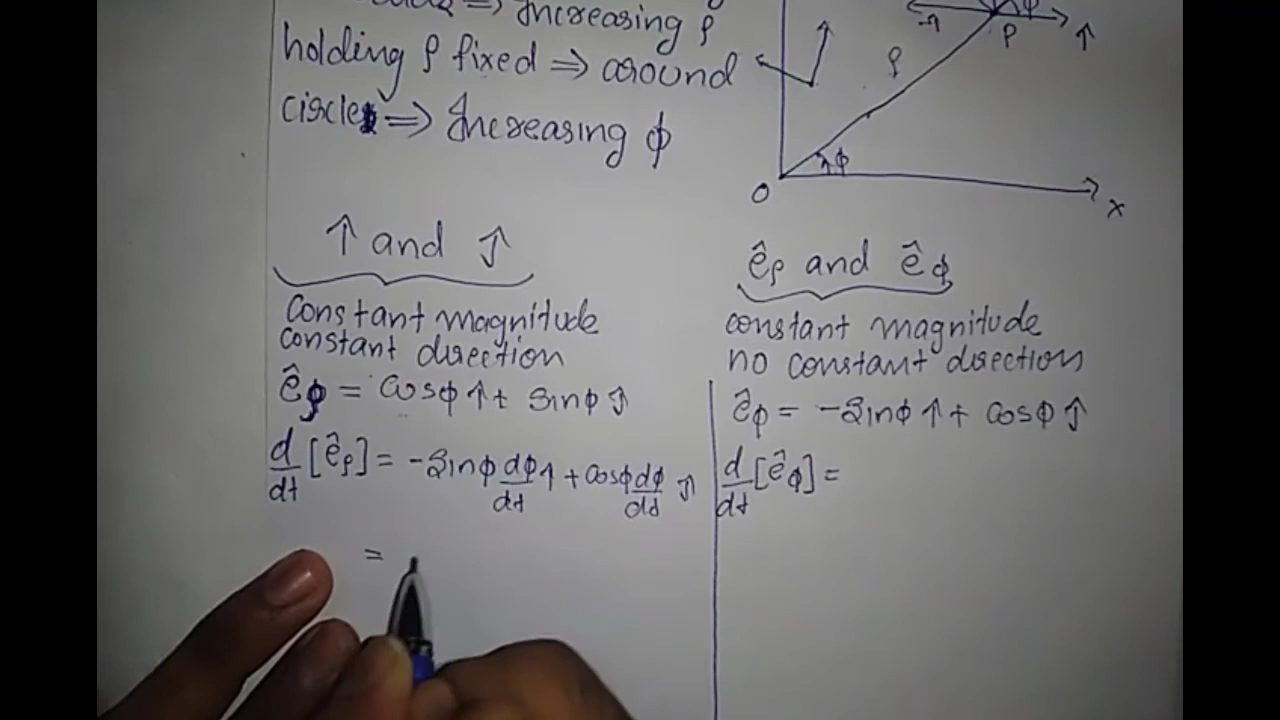 ⇒ Increasing ρ
holding ρ fixed ⇒ around
circle ⇒ Increasing ϕ
-î
P
î
ρ
ϕ
O
x
î and ĵ
constant magnitude
constant direction
ê_ρ and ê_ϕ
constant magnitude
no constant direction
ê_ρ = cosϕ î + sinϕ ĵ
d/dt [ê_ρ] = -sinϕ dϕ/dt î + cosϕ dϕ/dt ĵ
=
ê_ϕ = -sinϕ î + cosϕ ĵ
d/dt [ê_ϕ] =